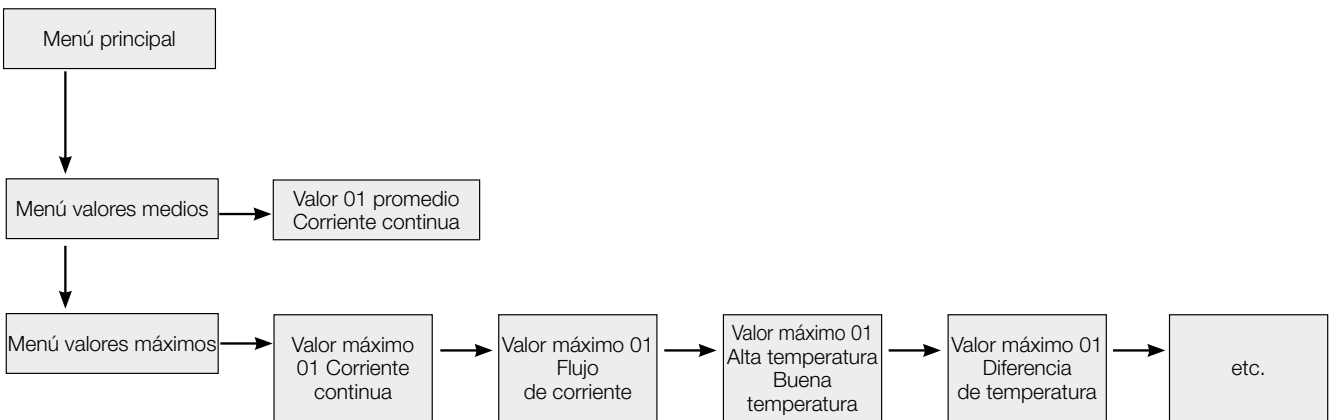 Menú principal
Menú valores medios
Valor 01 promedio
Corriente continua
Menú valores máximos
Valor máximo
01 Corriente
continua
Valor máximo 01
Flujo
de corriente
Valor máximo 01
Alta temperatura
Buena
temperatura
Valor máximo 01
Diferencia
de temperatura
etc.